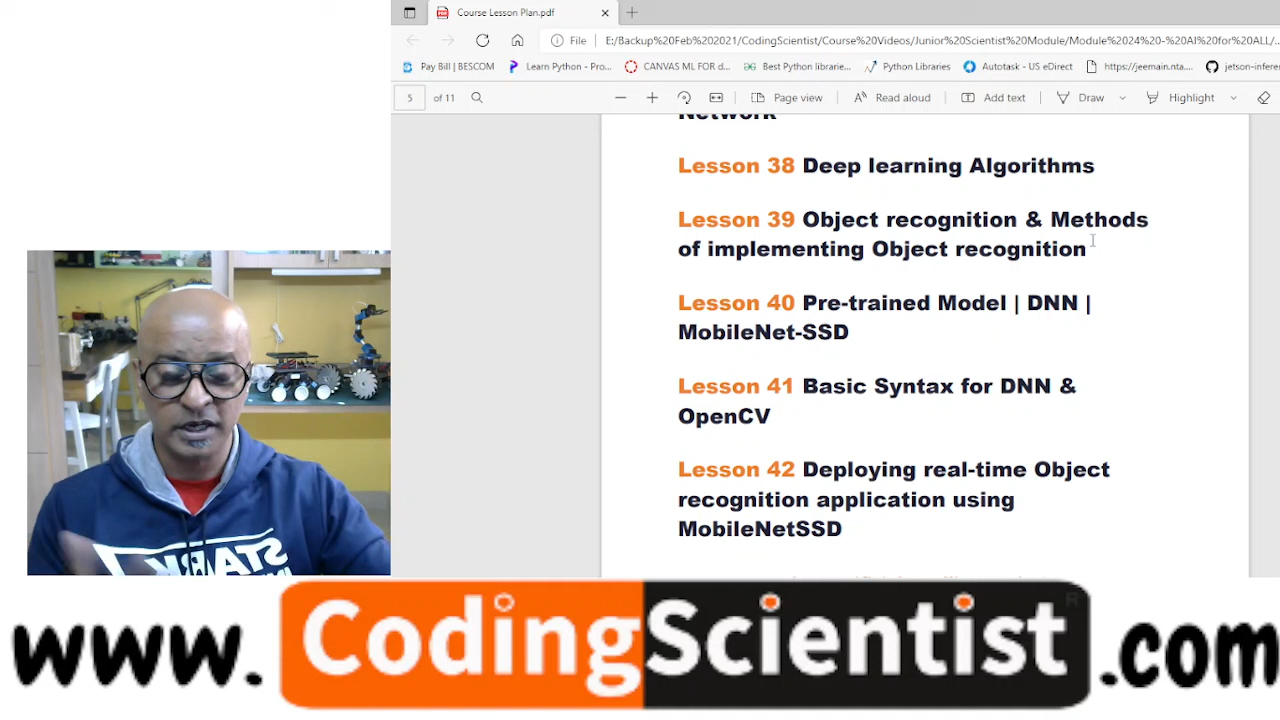 Course Lesson Plan.pdf
File E:/Backup%20Feb%202021/CodingScientist/Course%20Videos/Junior%20Scientist%20Module/Module%2024%20-%20AI%20for%20ALL/...
Pay Bill | BESCOM Learn Python - Pro... CANVAS ML FOR d... Best Python librarie... Python Libraries Autotask - US eDirect https://jeemain.nta.... jetson-infere
5 of 11 Page view Read aloud Add text Draw Highlight
Network
Lesson 38 Deep learning Algorithms
Lesson 39 Object recognition & Methods
of implementing Object recognition
Lesson 40 Pre-trained Model | DNN |
MobileNet-SSD
Lesson 41 Basic Syntax for DNN &
OpenCV
Lesson 42 Deploying real-time Object
recognition application using
MobileNetSSD
STARK
www.CodingScientist.com
R